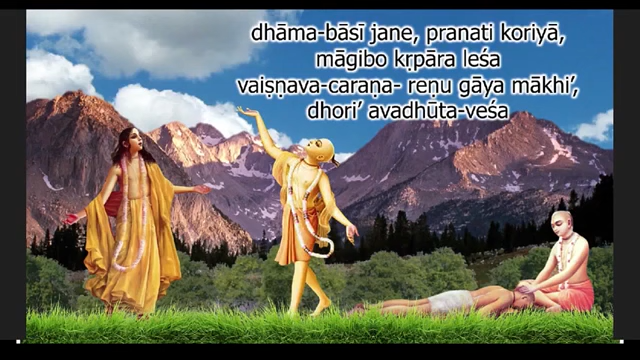 dhāma-bāsī jane, pranati koriyā,
māgibo kṛpāra leśa
vaiṣṇava-caraṇa- reṇu gāya mākhi’,
dhori’ avadhūta-veśa